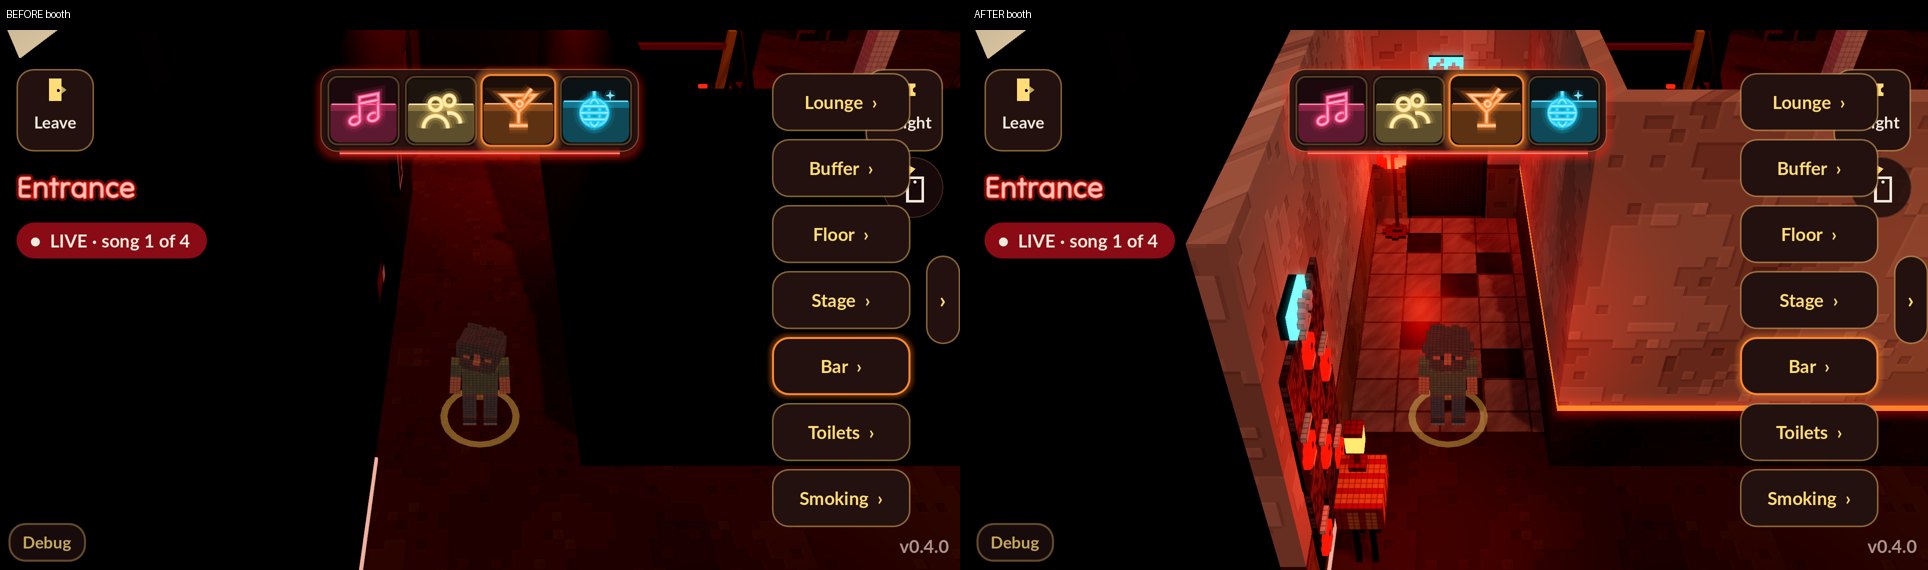 BEFORE booth
Leave
Entrance
LIVE · song 1 of 4
Lounge ›
ght
Buffer ›
Floor ›
Stage ›
›
Bar ›
Toilets ›
Smoking ›
Debug
v0.4.0
AFTER booth
Leave
Entrance
LIVE · song 1 of 4
Lounge ›
ght
Buffer ›
Floor ›
Stage ›
›
Bar ›
Toilets ›
Smoking ›
Debug
v0.4.0